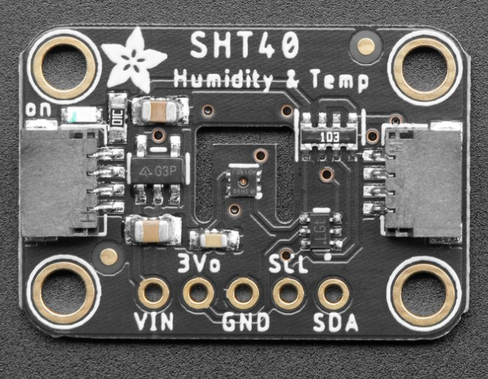 SHT40
Humidity & Temp
on
103
G3P
3Vo
SCL
VIN
GND
SDA